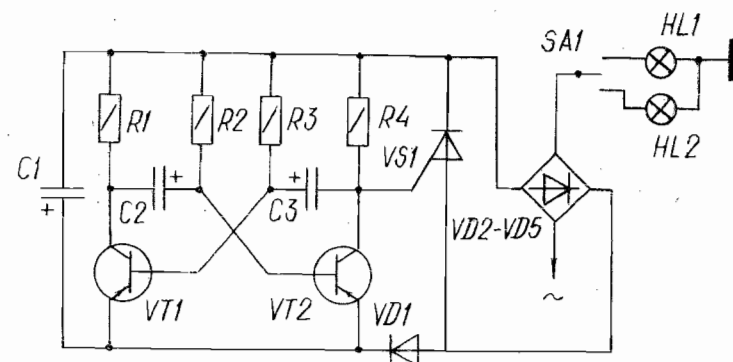 HL1
SA1
R1
R2
R3
R4
VS1
HL2
C1
+
C2
+
C3
+
VD2-VD5
VT1
VT2
VD1
~